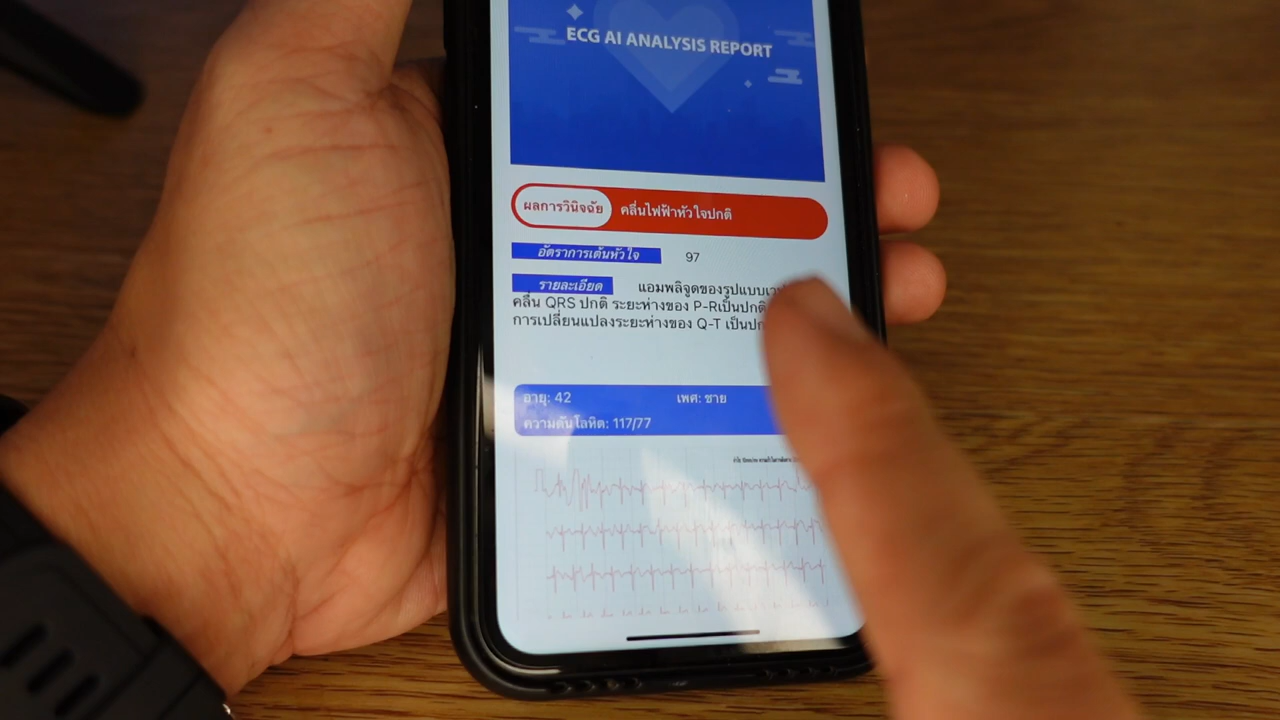 ECG AI ANALYSIS REPORT
ผลการวินิจฉัย คลื่นไฟฟ้าหัวใจปกติ
อัตราการเต้นหัวใจ 97
รายละเอียด แอมพลิจูดของรูปแบบ
คลื่น QRS ปกติ ระยะห่างของ P-Rเป็นปกติ
การเปลี่ยนแปลงระยะห่างของ Q-T
อายุ: 42 เพศ: ชาย
ความดันโลหิต: 117/77